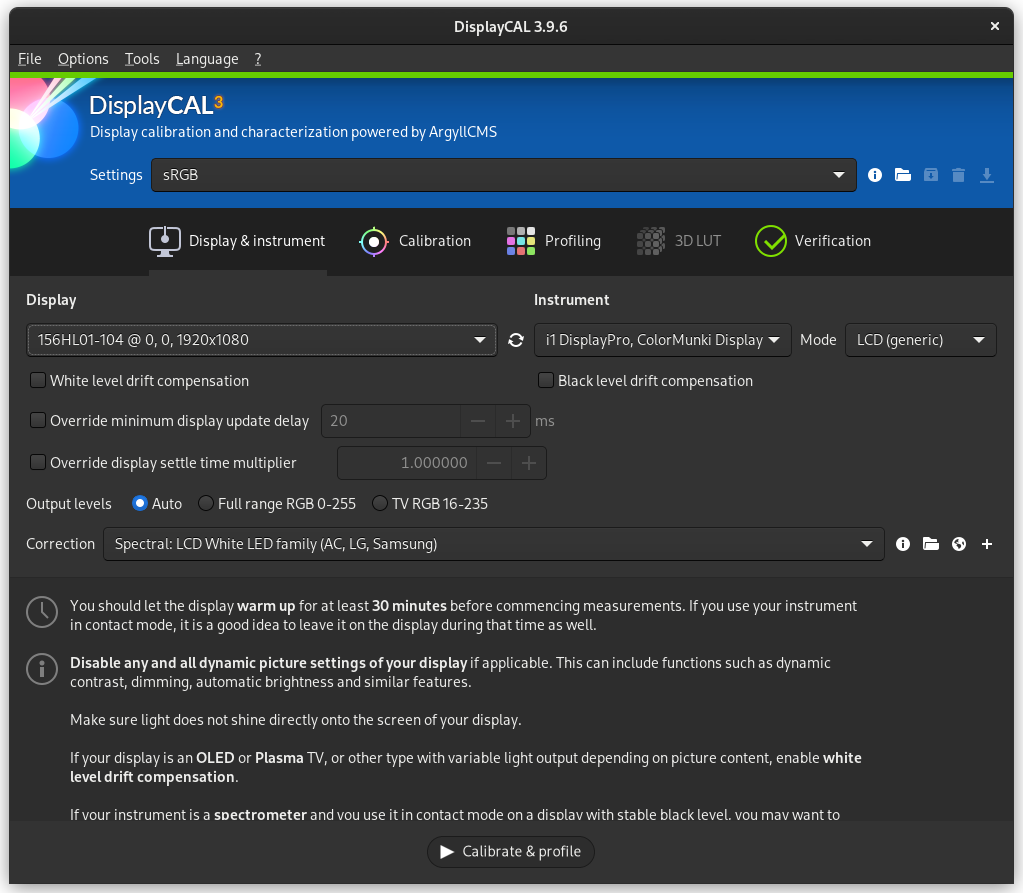 DisplayCAL 3.9.6
File Options Tools Language ?
DisplayCAL3
Display calibration and characterization powered by ArgyllCMS
Settings sRGB
Display & instrument Calibration Profiling 3D LUT Verification
Display Instrument
156HL01-104 @ 0, 0, 1920x1080 i1 DisplayPro, ColorMunki Display Mode LCD (generic)
White level drift compensation Black level drift compensation
Override minimum display update delay 20 ms
Override display settle time multiplier 1.000000
Output levels Auto Full range RGB 0-255 TV RGB 16-235
Correction Spectral: LCD White LED family (AC, LG, Samsung)
You should let the display warm up for at least 30 minutes before commencing measurements. If you use your instrument
in contact mode, it is a good idea to leave it on the display during that time as well.
Disable any and all dynamic picture settings of your display if applicable. This can include functions such as dynamic
contrast, dimming, automatic brightness and similar features.
Make sure light does not shine directly onto the screen of your display.
If your display is an OLED or Plasma TV, or other type with variable light output depending on picture content, enable white
level drift compensation.
If your instrument is a spectrometer and you use it in contact mode on a display with stable black level, you may want to
Calibrate & profile